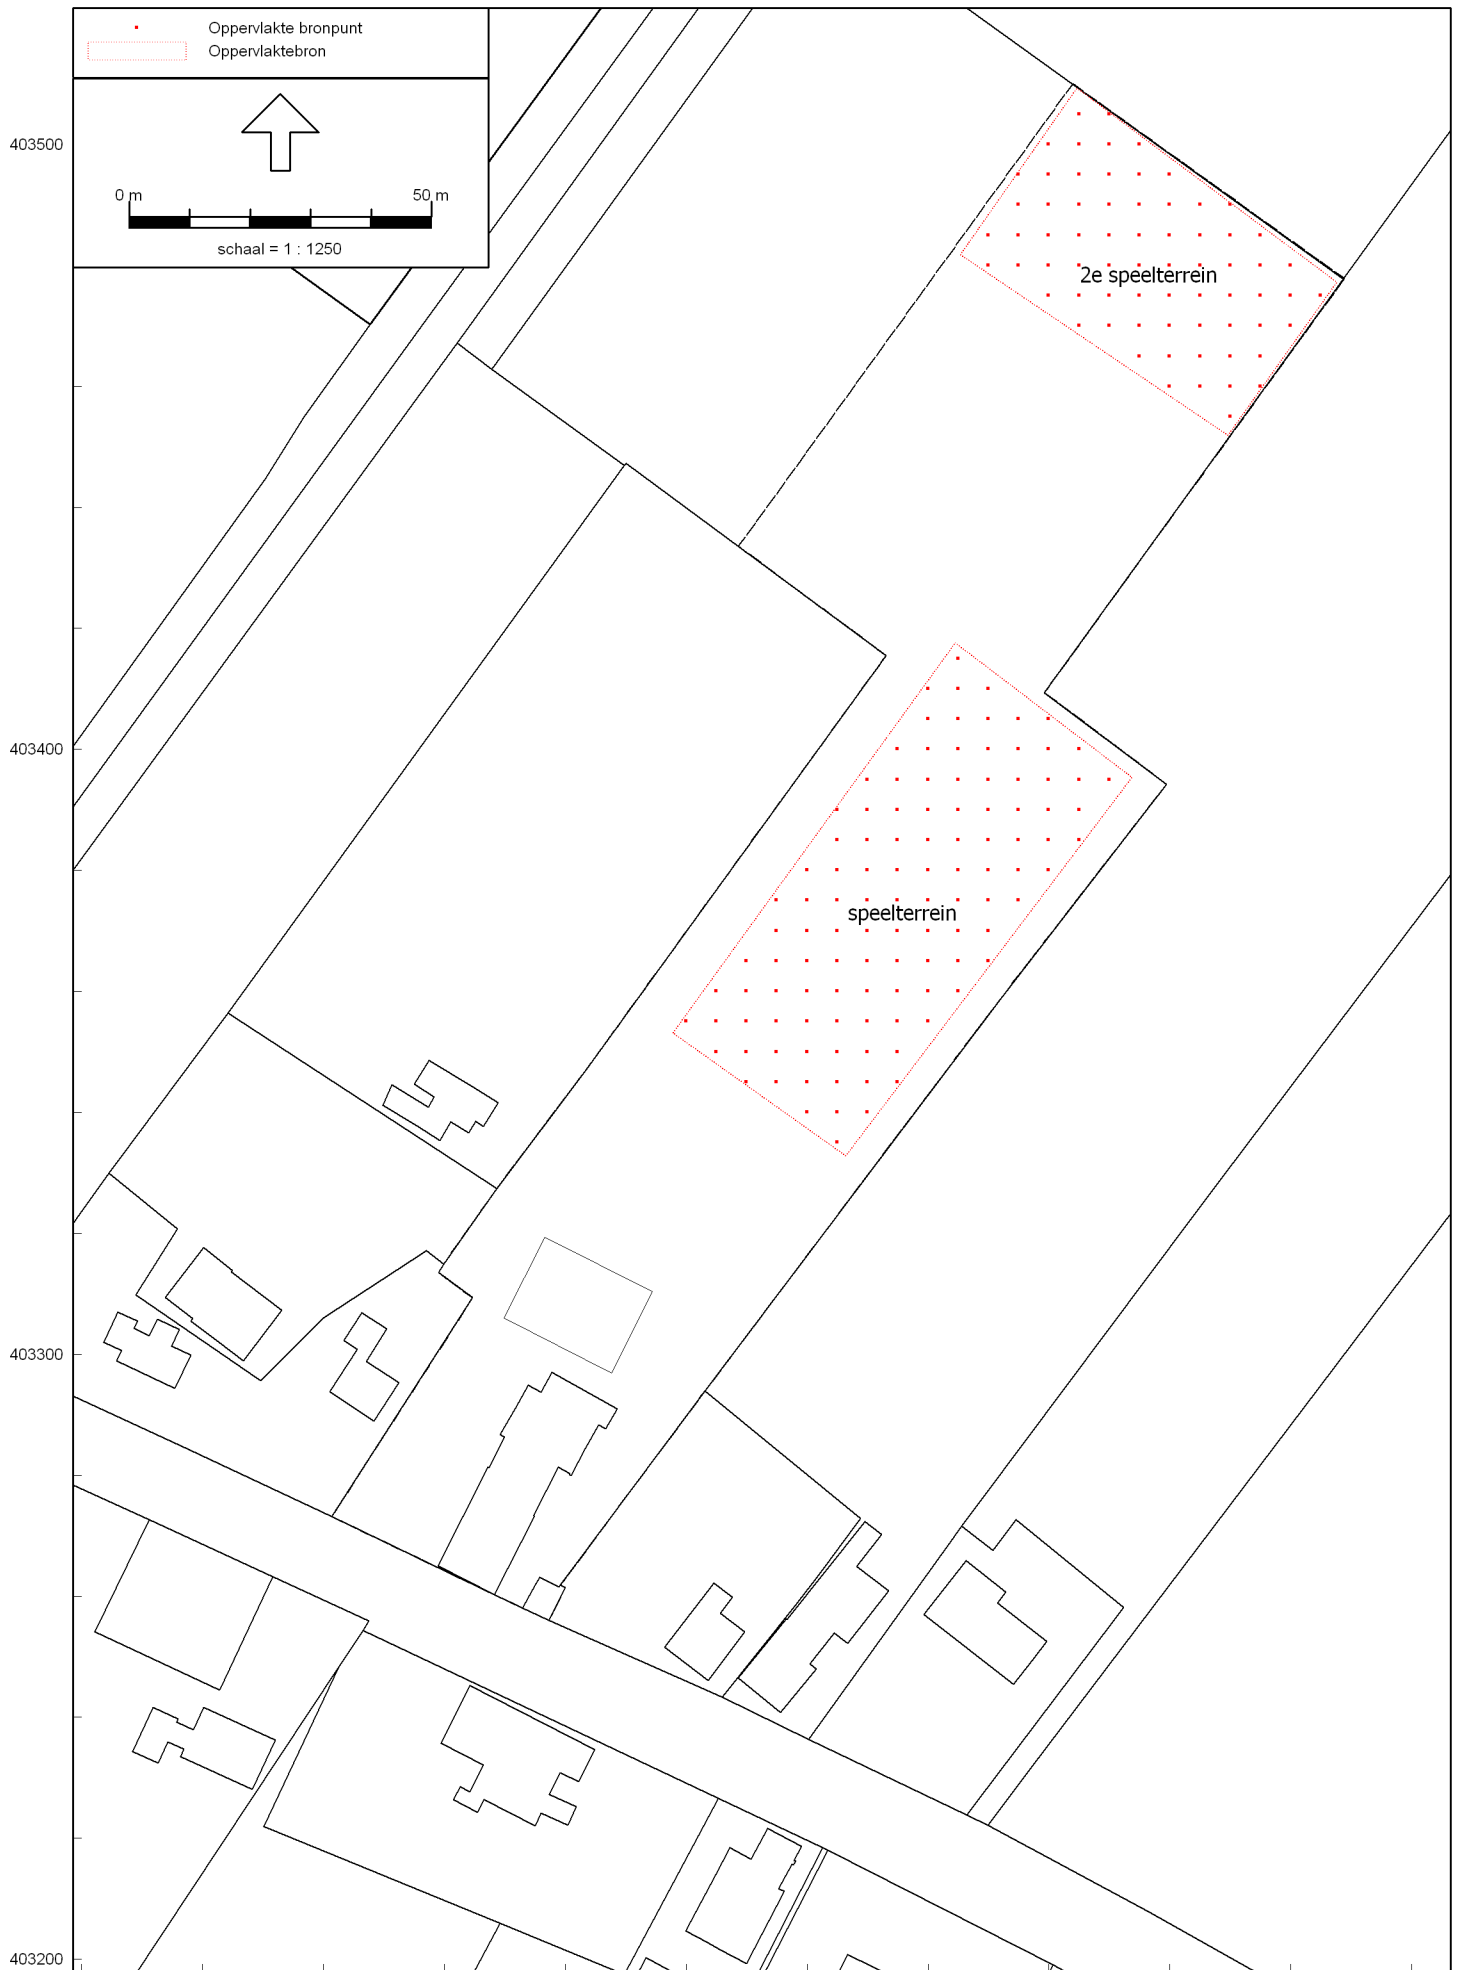 Oppervlakte bronpunt
Oppervlaktebron
0 m 50 m
schaal = 1 : 1250
403500
2e speelterrein
403400
speelterrein
403300
403200